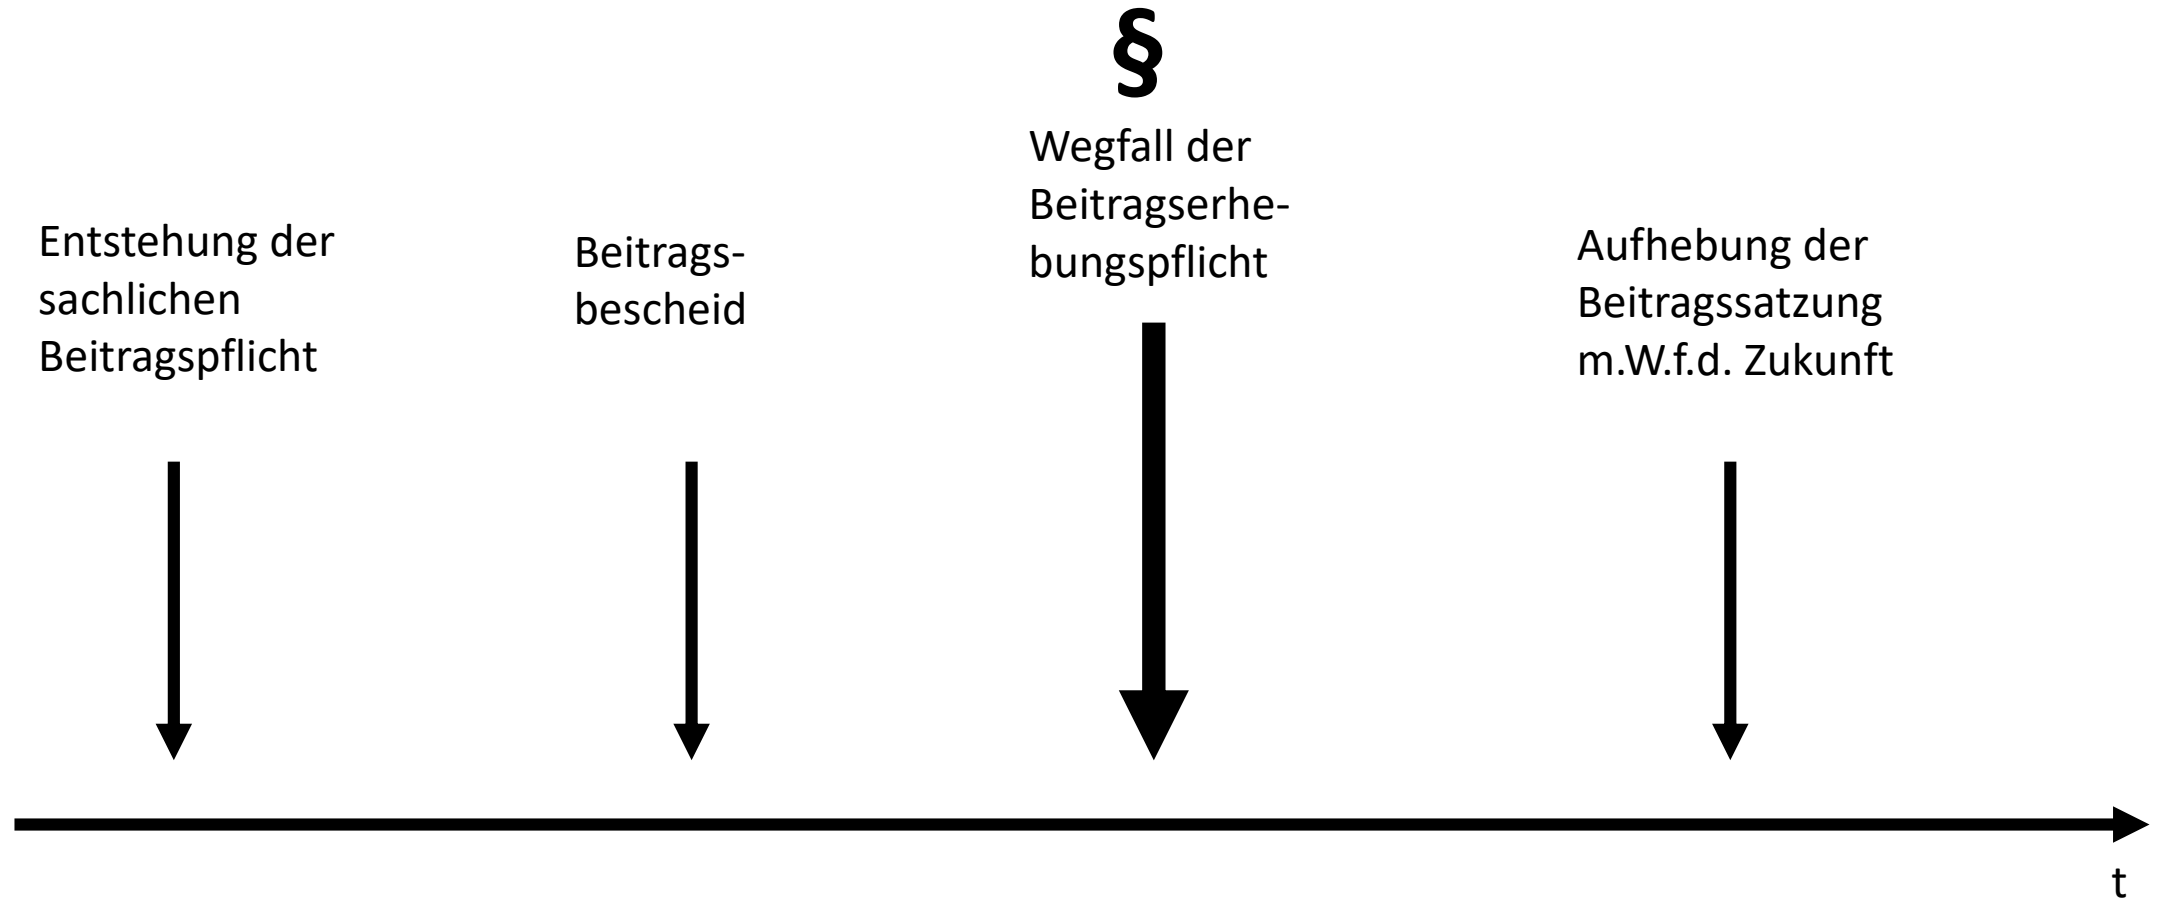 §
Wegfall der
Beitragserhe-
bungspflicht
Entstehung der
sachlichen
Beitragspflicht
Beitrags-
bescheid
Aufhebung der
Beitragssatzung
m.W.f.d. Zukunft
t